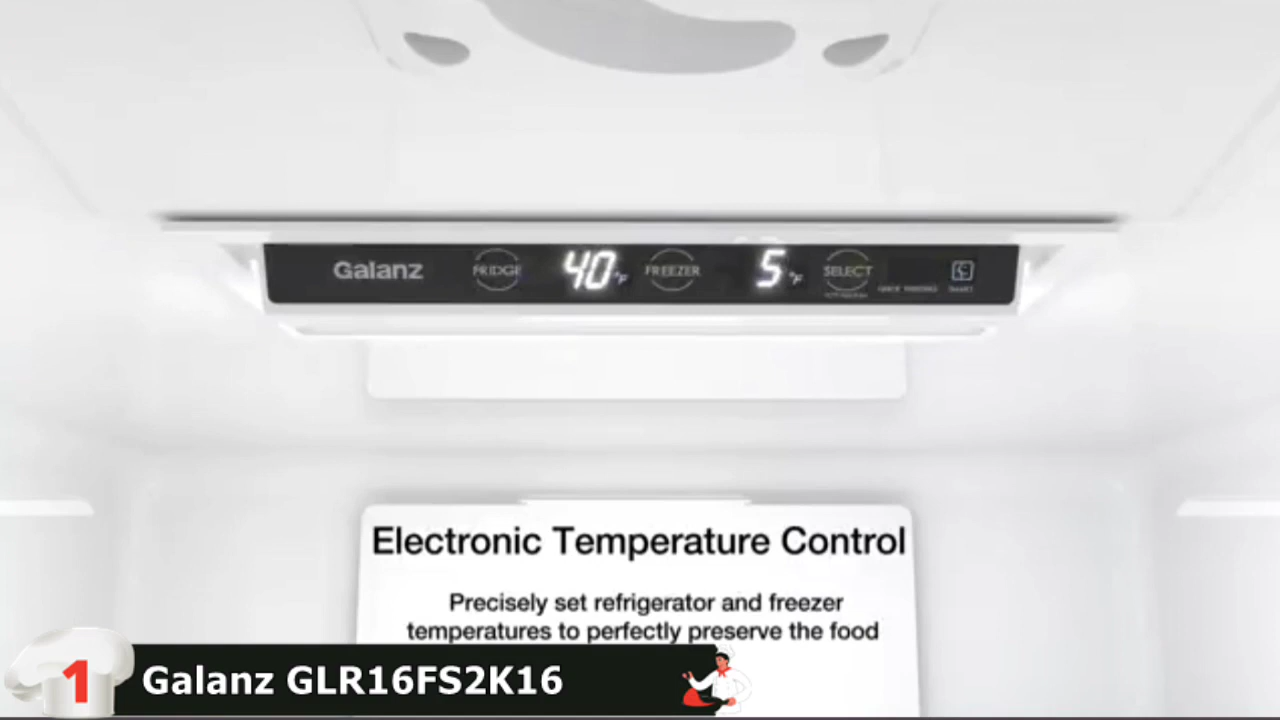 Galanz FRIDGE 40°F FREEZER 5°F SELECT
Electronic Temperature Control
Precisely set refrigerator and freezer
temperatures to perfectly preserve the food
1 Galanz GLR16FS2K16